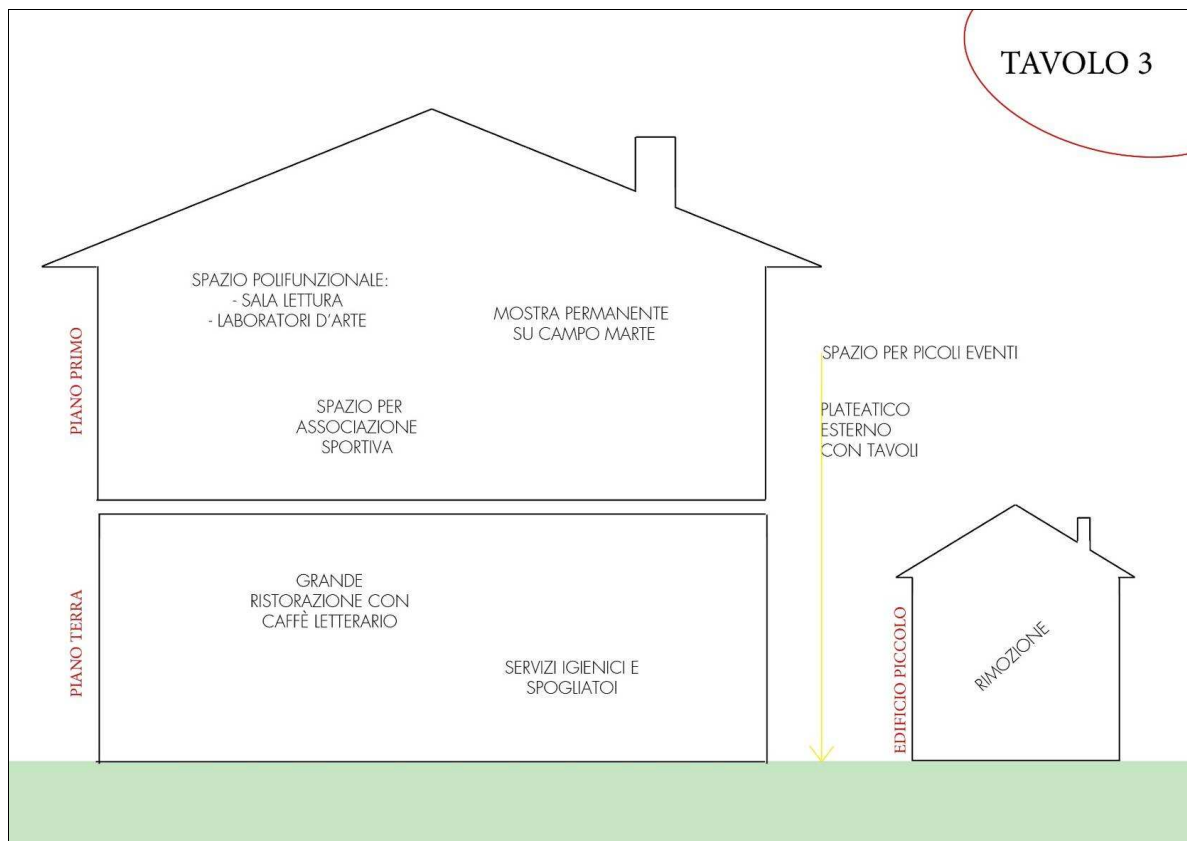 TAVOLO 3
SPAZIO POLIFUNZIONALE:
- SALA LETTURA
- LABORATORI D'ARTE
MOSTRA PERMANENTE
SU CAMPO MARTE
PIANO PRIMO
SPAZIO PER
ASSOCIAZIONE
SPORTIVA
SPAZIO PER PICOLI EVENTI
PLATEATICO
ESTERNO
CON TAVOLI
PIANO TERRA
GRANDE
RISTORAZIONE CON
CAFFÈ LETTERARIO
SERVIZI IGIENICI E
SPOGLIATOI
EDIFICIO PICCOLO
RIMOZIONE